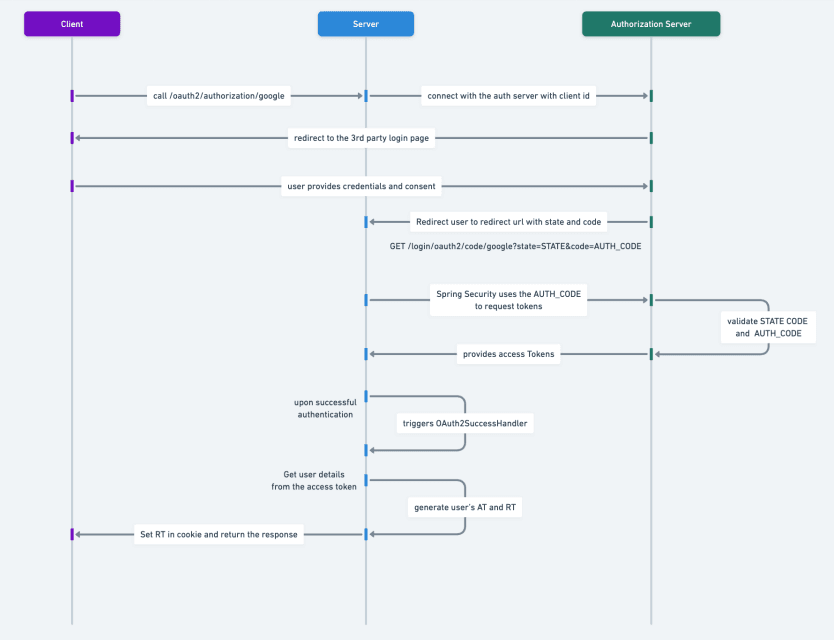 Client
Server
Authorization Server
call /oauth2/authorization/google
connect with the auth server with client id
redirect to the 3rd party login page
user provides credentials and consent
Redirect user to redirect url with state and code
GET /login/oauth2/code/google?state=STATE&code=AUTH_CODE
Spring Security uses the AUTH_CODE
to request tokens
validate STATE CODE
and AUTH_CODE
provides access Tokens
upon successful
authentication
triggers OAuth2SuccessHandler
Get user details
from the access token
generate user's AT and RT
Set RT in cookie and return the response